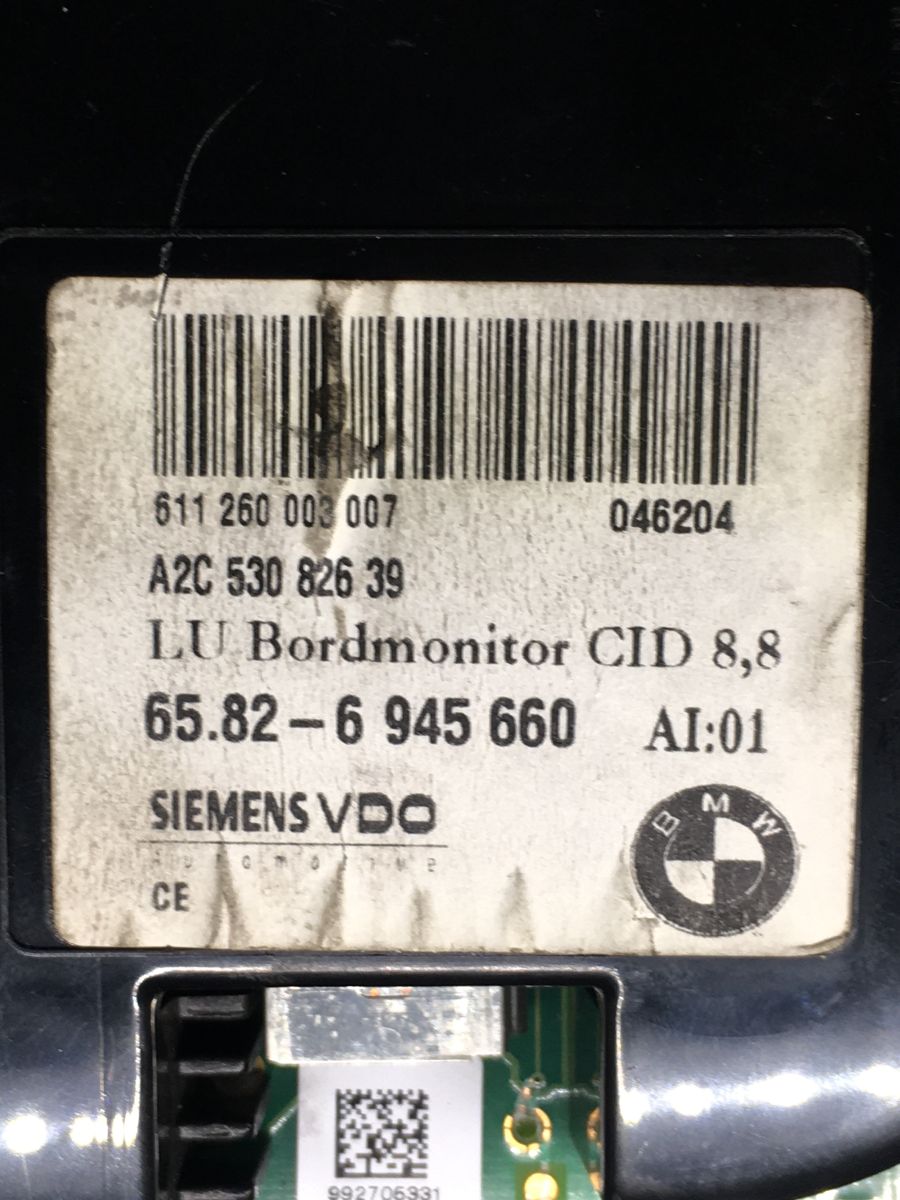 611 260 003 007 046204
A2C 530 826 39
LU Bordmonitor CID 8,8
65.82-6 945 660 AI:01
SIEMENS VDO
Automotive
CE
BMW
992706331